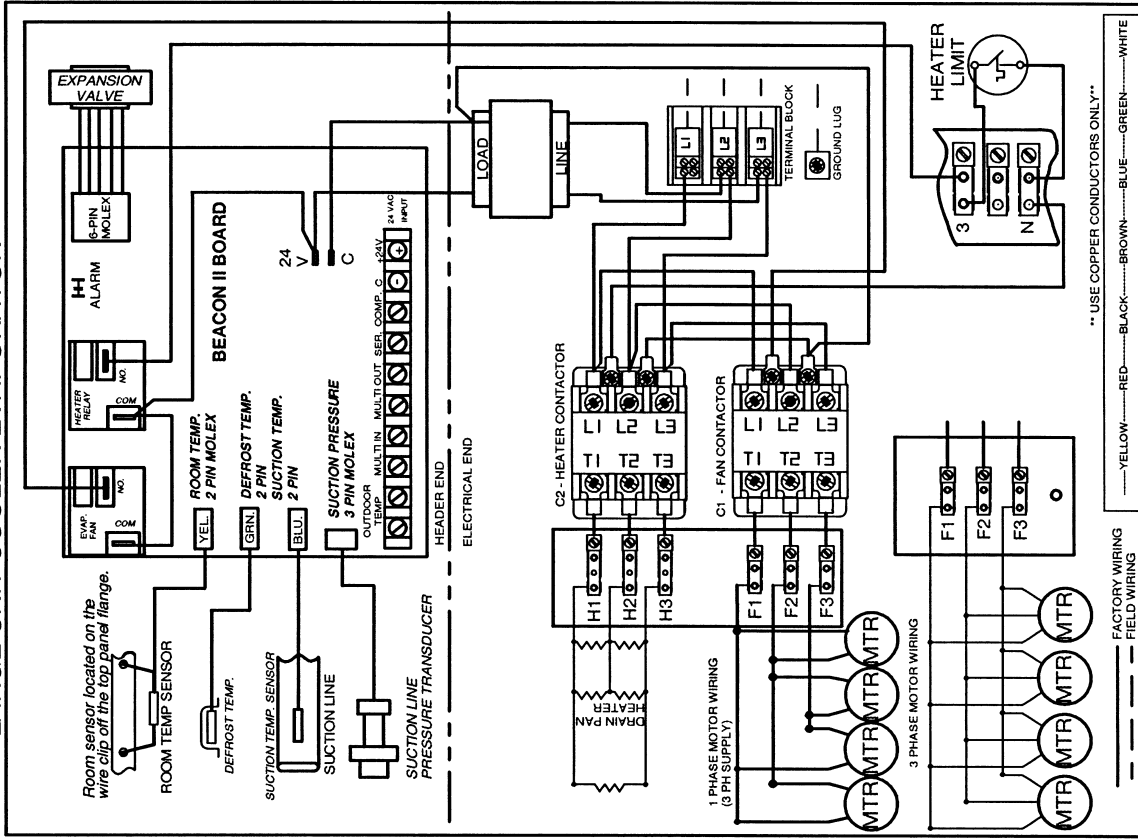 EXPANSION
VALVE
6-PIN
MOLEX
ALARM
HEATER
RELAY
NO.
COM
EVAP.
FAN
NO.
COM
BEACON II BOARD
24
V
C
ROOM TEMP.
2 PIN MOLEX
YEL.
DEFROST TEMP.
2 PIN
GRN.
SUCTION TEMP.
2 PIN
BLU.
SUCTION PRESSURE
3 PIN MOLEX
OUTDOOR
TEMP
MULTI IN
MULTI OUT
SER.
COMP.
C
+24V
24 VAC
INPUT
- +
HEADER END
ELECTRICAL END
Room sensor located on the
wire clip off the top panel flange.
ROOM TEMP SENSOR
DEFROST TEMP.
SUCTION TEMP. SENSOR
SUCTION LINE
SUCTION LINE
PRESSURE TRANSDUCER
LOAD
LINE
L1
L2
L3
TERMINAL BLOCK
GROUND LUG
HEATER
LIMIT
3
N
C2 - HEATER CONTACTOR
L1 L2 L3
T1 T2 T3
C1 - FAN CONTACTOR
L1 L2 L3
T1 T2 T3
H1
H2
H3
F1
F2
F3
DRAIN PAN
HEATER
1 PHASE MOTOR WIRING
(3 PH SUPPLY)
MTR
MTR
MTR
MTR
3 PHASE MOTOR WIRING
F1
F2
F3
MTR
MTR
MTR
MTR
** USE COPPER CONDUCTORS ONLY**
YELLOW RED BLACK BROWN BLUE GREEN WHITE
FACTORY WIRING
FIELD WIRING